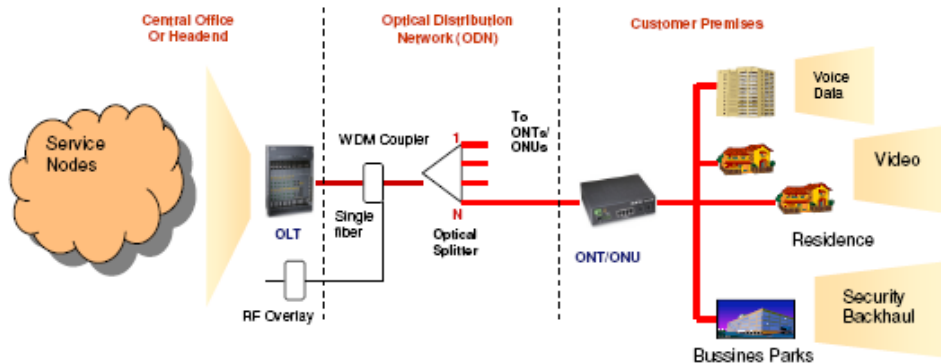 Central Office
Or Headend
Optical Distribution
Network (ODN)
Customer Premises
Service
Nodes
OLT
WDM Coupler
Single
fiber
RF Overlay
1
N
Optical
Splitter
To
ONTs/
ONUs
ONT/ONU
Voice
Data
Video
Residence
Security
Backhaul
Bussines Parks